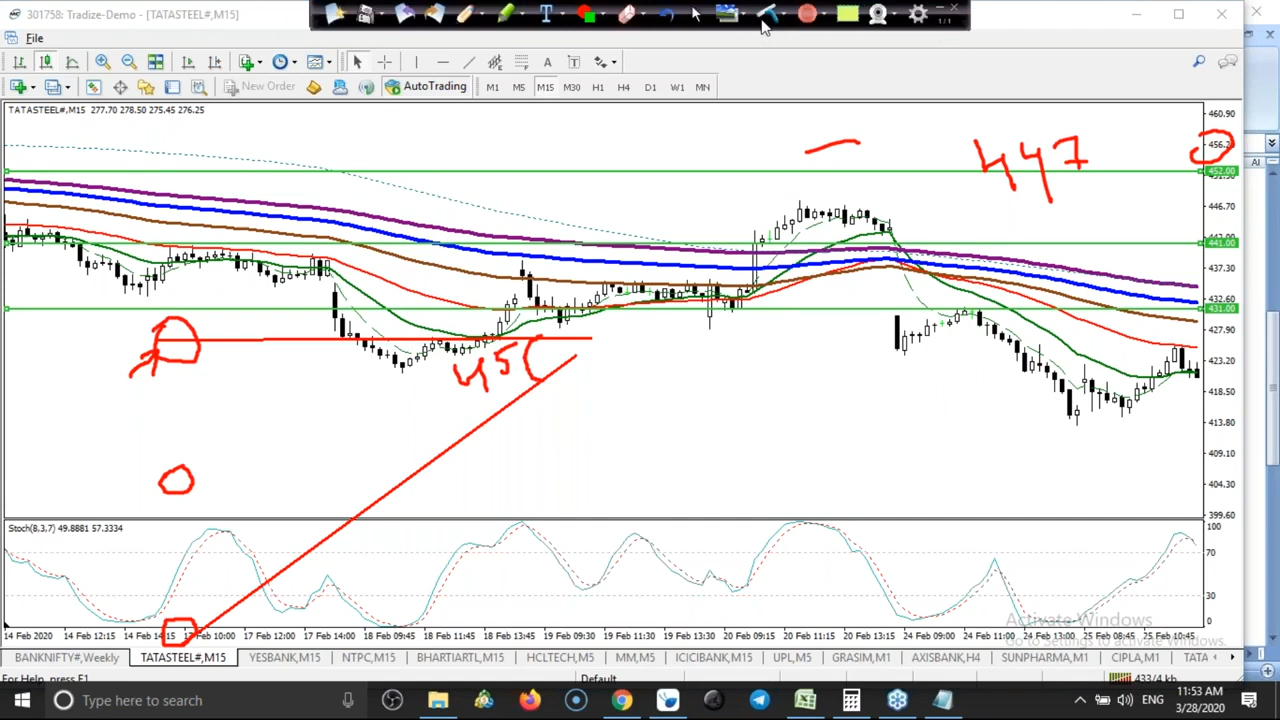 301758: Tradize-Demo - [TATASTEEL#,M15]
1/1
File
New Order
AutoTrading
M1 M5 M15 M30 H1 H4 D1 W1 MN
TATASTEEL#,M15 277.70 278.50 275.45 276.25
460.90
447
452.00
446.70
441.00
437.30
432.60
431.00
427.90
423.20
45
418.50
413.80
409.10
404.30
399.60
Stoch(8,3,7) 49.8881 57.3334
100
70
30
0
Activate Windows
Go to Settings to activate Windows.
14 Feb 2020 14 Feb 12:15 14 Feb 14:15 17 Feb 10:00 17 Feb 12:00 17 Feb 14:00 18 Feb 09:45 18 Feb 11:45 18 Feb 13:45 19 Feb 09:30 19 Feb 11:30 19 Feb 13:30 20 Feb 09:15 20 Feb 11:15 20 Feb 13:15 24 Feb 09:00 24 Feb 11:00 24 Feb 13:00 25 Feb 08:45 25 Feb 10:45
BANKNIFTY#,Weekly TATASTEEL#,M15 YESBANK,M15 NTPC,M15 BHARTIARTL,M15 HCLTECH,M15 MM,M5 ICICIBANK,M15 UPL,M5 GRASIM,M1 AXISBANK,H4 SUNPHARMA,M1 CIPLA,M1 TATA
For Help, press F1
Default
433/4 kb
Type here to search
ENG
11:53 AM
3/28/2020